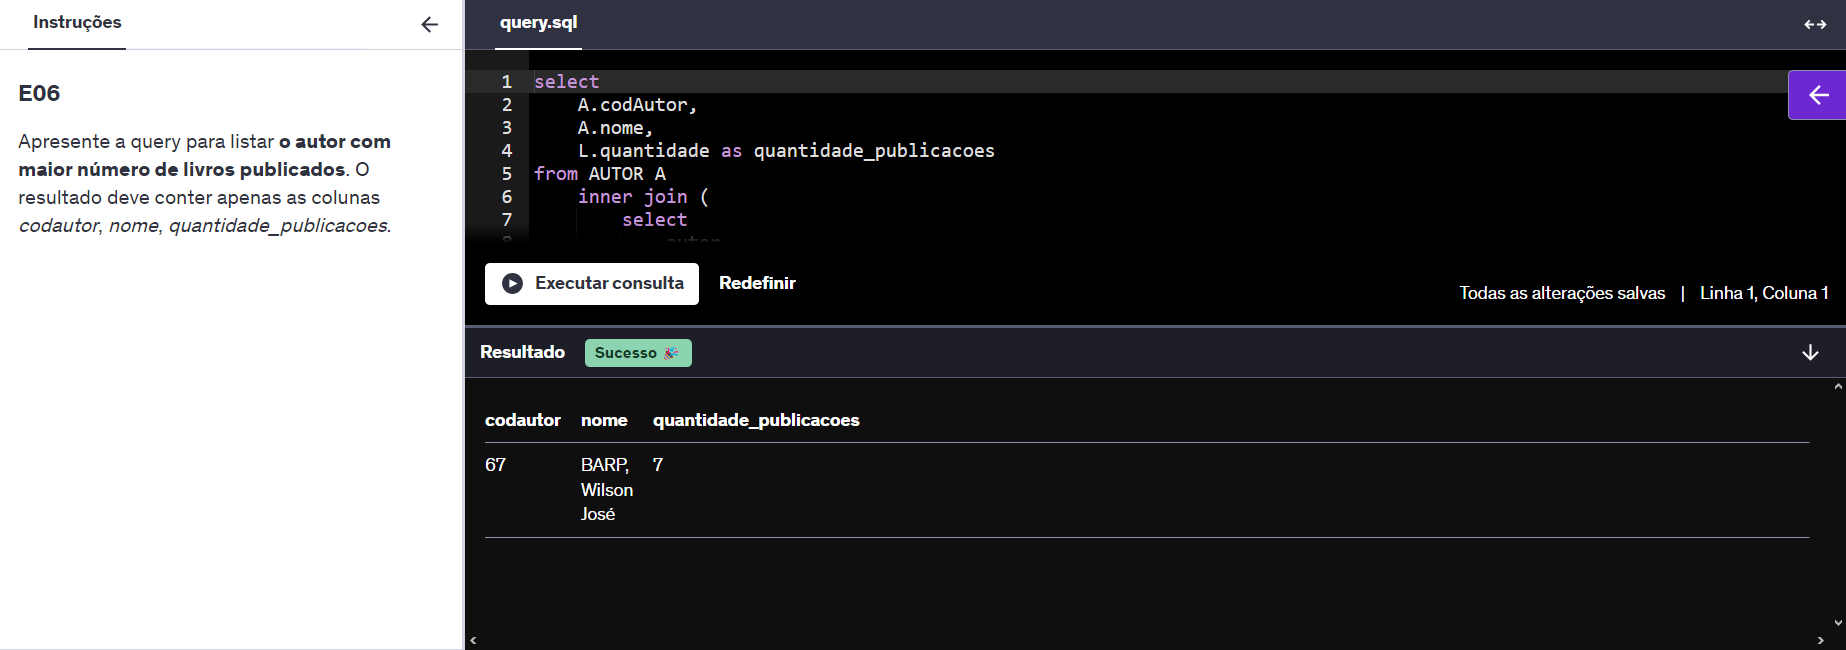 Instruções
E06
Apresente a query para listar o autor com
maior número de livros publicados. O
resultado deve conter apenas as colunas
codautor, nome, quantidade_publicacoes.
query.sql
1 select
2 A.codAutor,
3 A.nome,
4 L.quantidade as quantidade_publicacoes
5 from AUTOR A
6 inner join (
7 select
8 autor
Executar consulta Redefinir
Todas as alterações salvas | Linha 1, Coluna 1
Resultado Sucesso 🎉
codautor nome quantidade_publicacoes
67 BARP, 7
Wilson
José